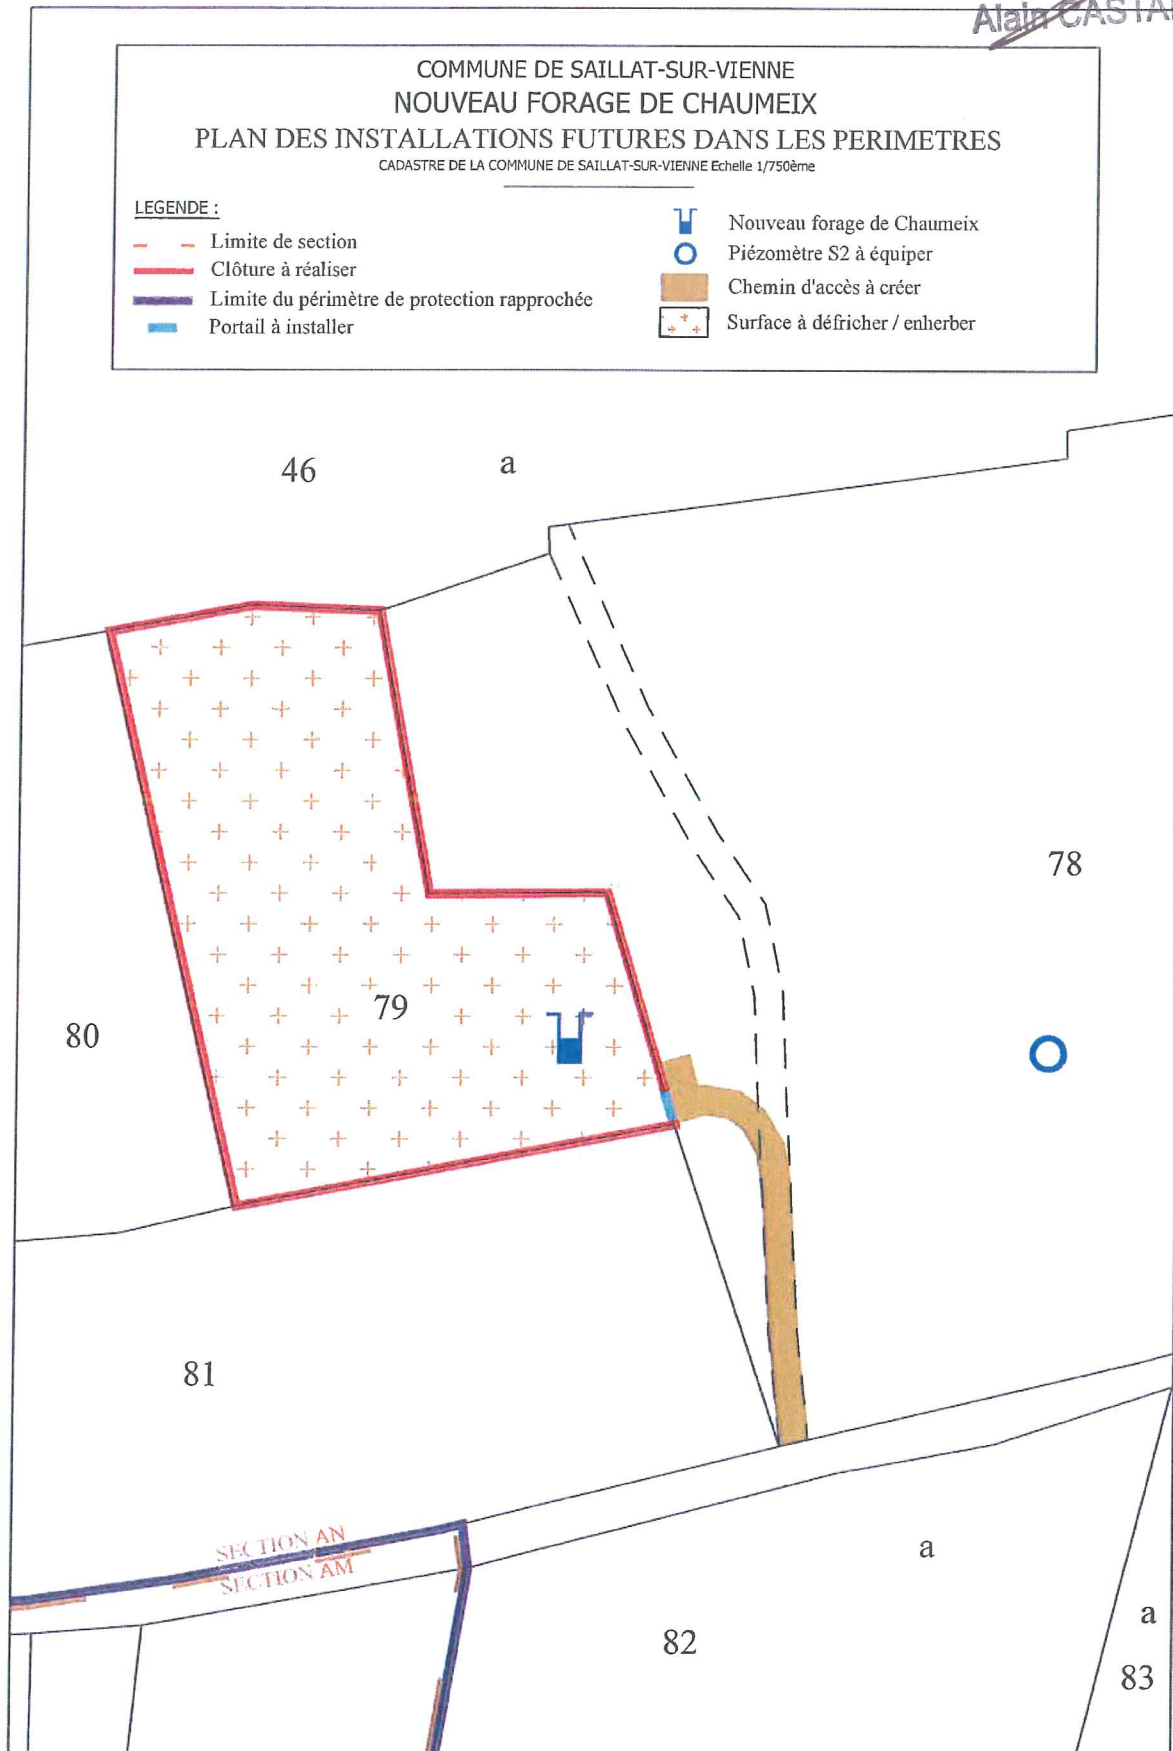 Alain CASTA
COMMUNE DE SAILLAT-SUR-VIENNE
NOUVEAU FORAGE DE CHAUMEIX
PLAN DES INSTALLATIONS FUTURES DANS LES PERIMETRES
CADASTRE DE LA COMMUNE DE SAILLAT-SUR-VIENNE Echelle 1/750ème
LEGENDE :
Limite de section
Clôture à réaliser
Limite du périmètre de protection rapprochée
Portail à installer
Nouveau forage de Chaumeix
Piézomètre S2 à équiper
Chemin d'accès à créer
Surface à défricher / enherber
46
a
78
79
80
81
SECTION AN
SECTION AM
a
82
a
83